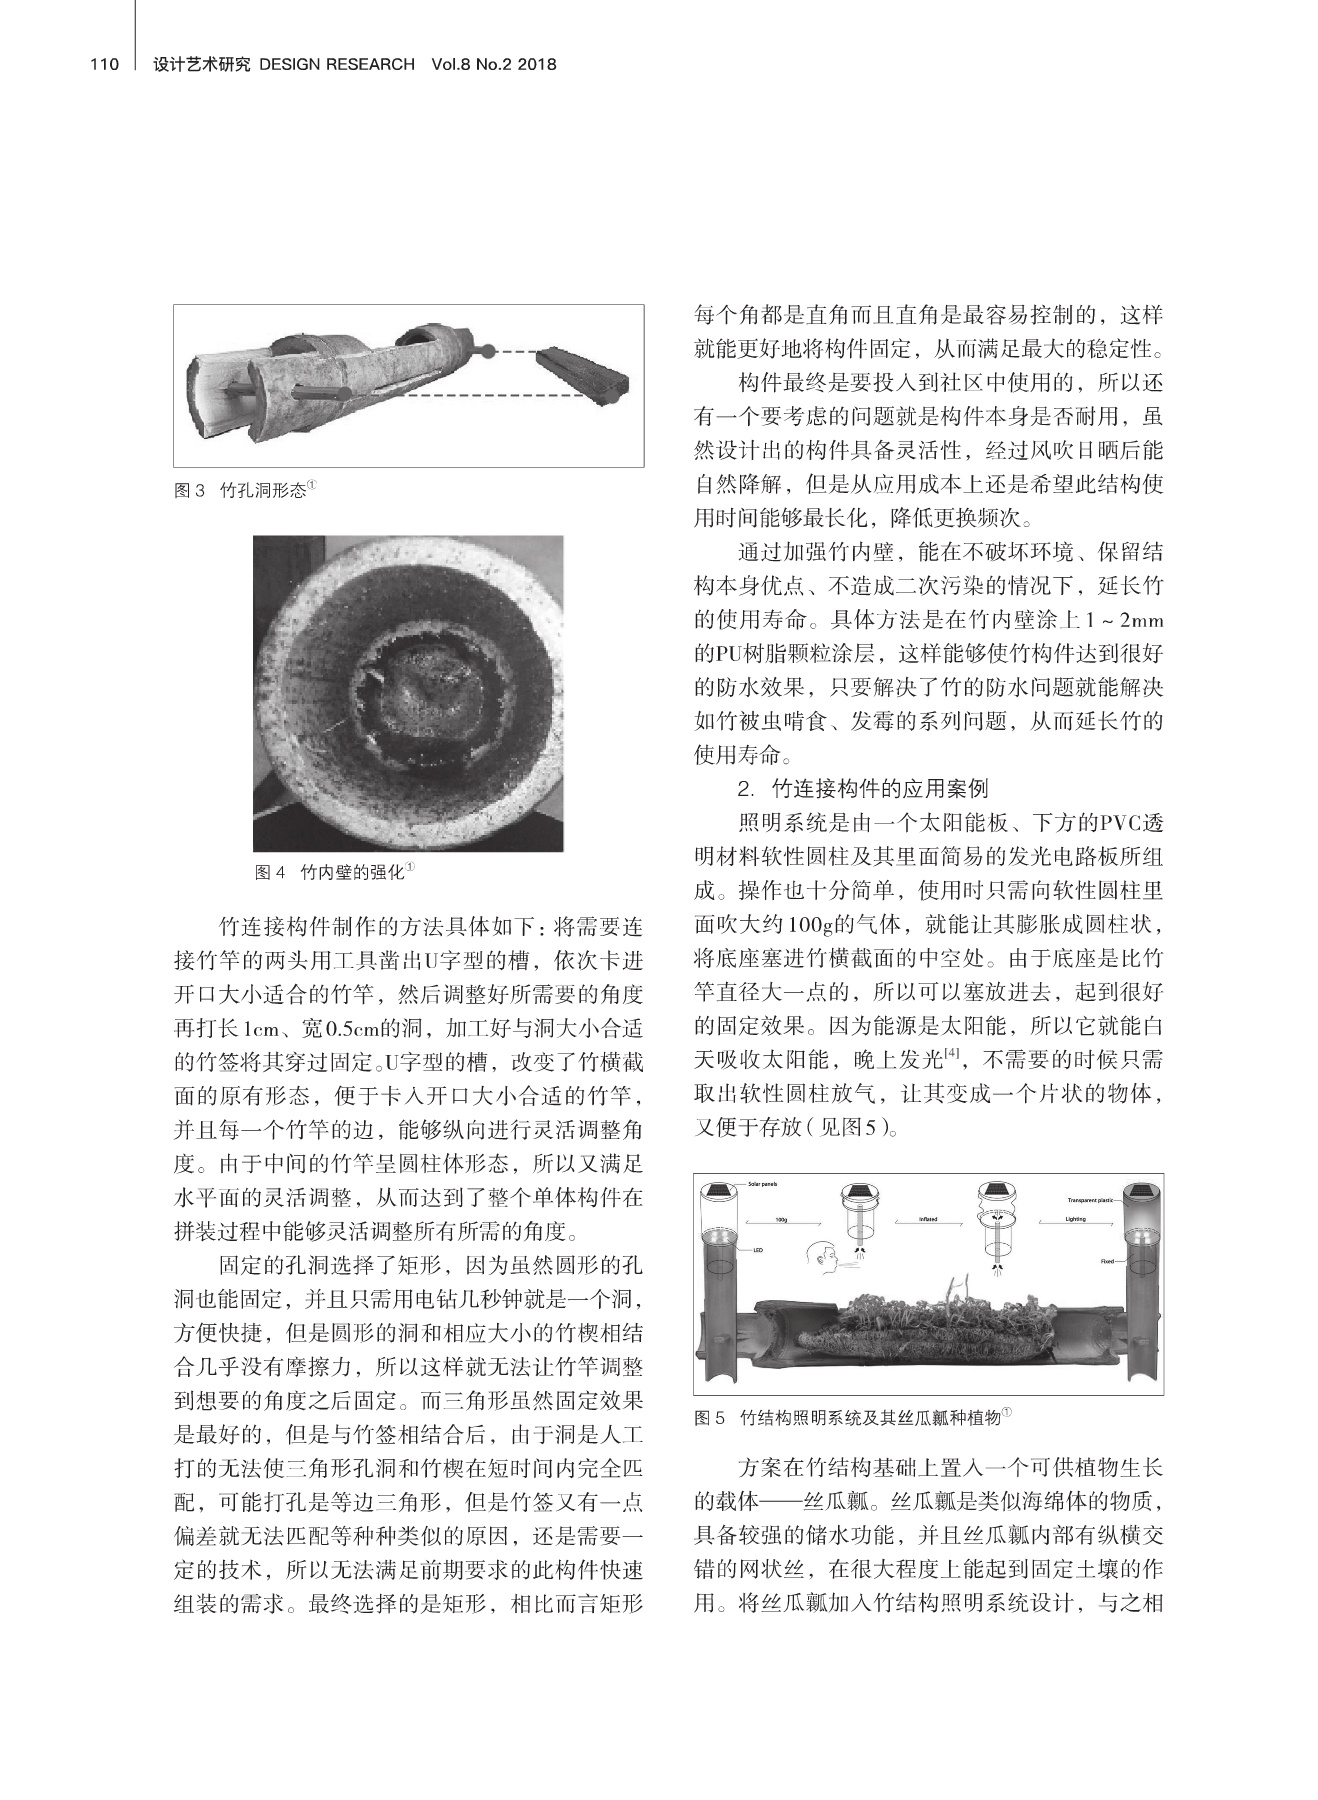 110 设计艺术研究 DESIGN RESEARCH Vol.8 No.2 2018
图 3 竹孔洞形态①
图 4 竹内壁的强化①
竹连接构件制作的方法具体如下：将需要连
接竹竿的两头用工具凿出U字型的槽，依次卡进
开口大小适合的竹竿，然后调整好所需要的角度
再打长1cm、宽0.5cm的洞，加工好与洞大小合适
的竹签将其穿过固定。U字型的槽，改变了竹横截
面的原有形态，便于卡入开口大小合适的竹竿，
并且每一个竹竿的边，能够纵向进行灵活调整角
度。由于中间的竹竿呈圆柱体形态，所以又满足
水平面的灵活调整，从而达到了整个单体构件在
拼装过程中能够灵活调整所有所需的角度。
固定的孔洞选择了矩形，因为虽然圆形的孔
洞也能固定，并且只需用电钻几秒钟就是一个洞，
方便快捷，但是圆形的洞和相应大小的竹楔相结
合几乎没有摩擦力，所以这样就无法让竹竿调整
到想要的角度之后固定。而三角形虽然固定效果
是最好的，但是与竹签相结合后，由于洞是人工
打的无法使三角形孔洞和竹楔在短时间内完全匹
配，可能打孔是等边三角形，但是竹签又有一点
偏差就无法匹配等种种类似的原因，还是需要一
定的技术，所以无法满足前期要求的此构件快速
组装的需求。最终选择的是矩形，相比而言矩形
每个角都是直角而且直角是最容易控制的，这样
就能更好地将构件固定，从而满足最大的稳定性。
构件最终是要投入到社区中使用的，所以还
有一个要考虑的问题就是构件本身是否耐用，虽
然设计出的构件具备灵活性，经过风吹日晒后能
自然降解，但是从应用成本上还是希望此结构使
用时间能够最长化，降低更换频次。
通过加强竹内壁，能在不破坏环境、保留结
构本身优点、不造成二次污染的情况下，延长竹
的使用寿命。具体方法是在竹内壁涂上1～2mm
的PU树脂颗粒涂层，这样能够使竹构件达到很好
的防水效果，只要解决了竹的防水问题就能解决
如竹被虫啃食、发霉的系列问题，从而延长竹的
使用寿命。
2. 竹连接构件的应用案例
照明系统是由一个太阳能板、下方的PVC透
明材料软性圆柱及其里面简易的发光电路板所组
成。操作也十分简单，使用时只需向软性圆柱里
面吹大约100g的气体，就能让其膨胀成圆柱状，
将底座塞进竹横截面的中空处。由于底座是比竹
竿直径大一点的，所以可以塞放进去，起到很好
的固定效果。因为能源是太阳能，所以它就能白
天吸收太阳能，晚上发光[4]，不需要的时候只需
取出软性圆柱放气，让其变成一个片状的物体，
又便于存放（见图5）。
Solar panels
Transparent plastic
100g
Inflated
Lighting
LED
Fixed
图 5 竹结构照明系统及其丝瓜瓤种植物①
方案在竹结构基础上置入一个可供植物生长
的载体——丝瓜瓤。丝瓜瓤是类似海绵体的物质，
具备较强的储水功能，并且丝瓜瓤内部有纵横交
错的网状丝，在很大程度上能起到固定土壤的作
用。将丝瓜瓤加入竹结构照明系统设计，与之相